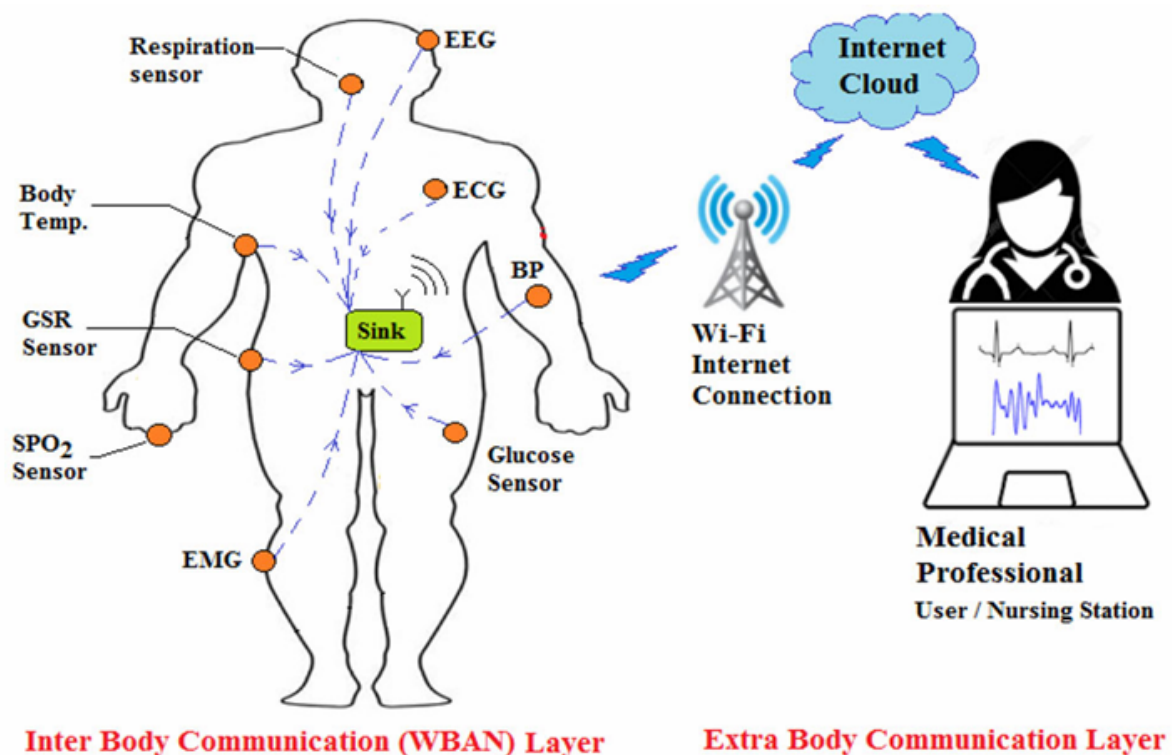 Respiration
sensor
EEG
Body
Temp.
ECG
BP
GSR
Sensor
Sink
SPO2
Sensor
Glucose
Sensor
EMG
Internet
Cloud
Wi-Fi
Internet
Connection
Medical
Professional
User / Nursing Station
Inter Body Communication (WBAN) Layer
Extra Body Communication Layer